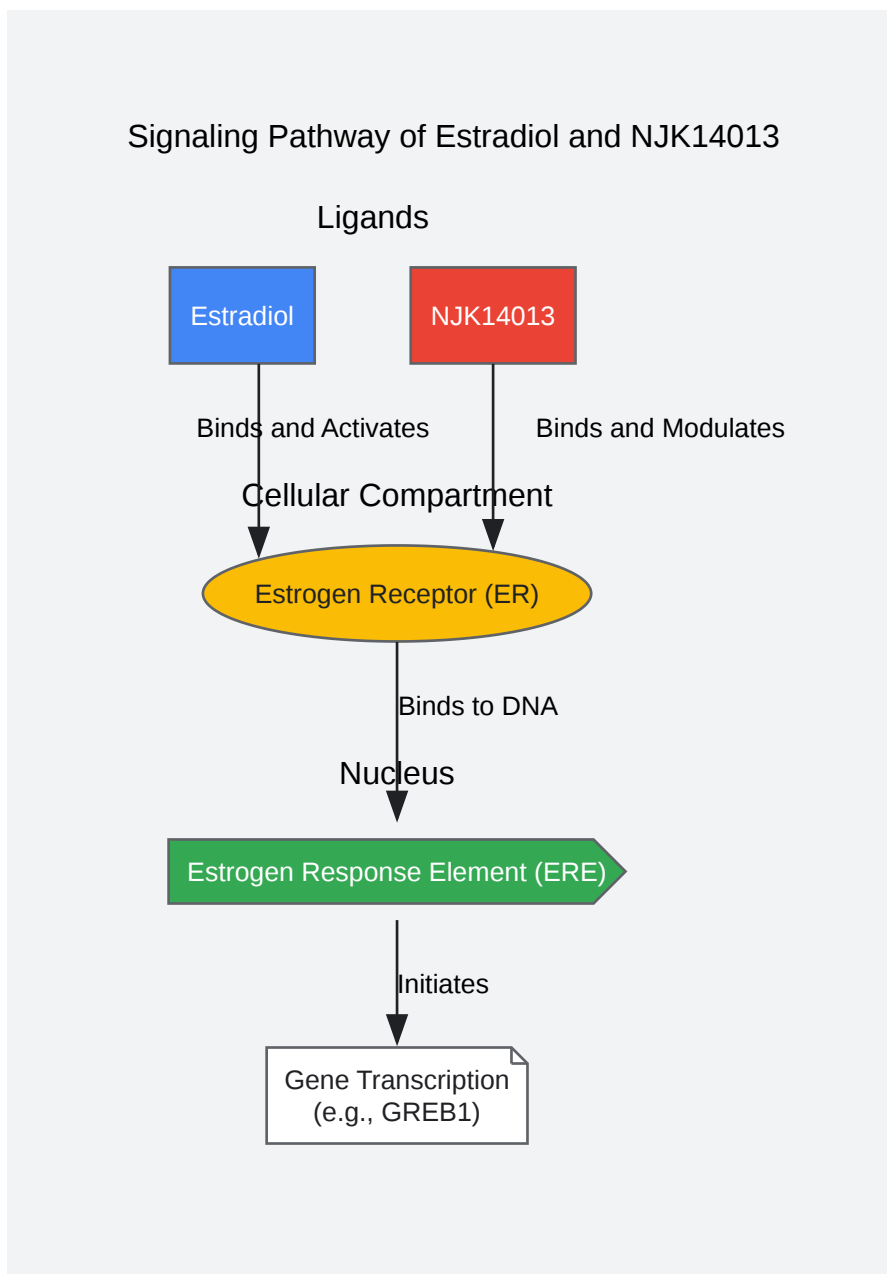 Signaling Pathway of Estradiol and NJK14013
Ligands
Estradiol
NJK14013
Binds and Activates
Binds and Modulates
Cellular Compartment
Estrogen Receptor (ER)
Binds to DNA
Nucleus
Estrogen Response Element (ERE)
Initiates
Gene Transcription
(e.g., GREB1)